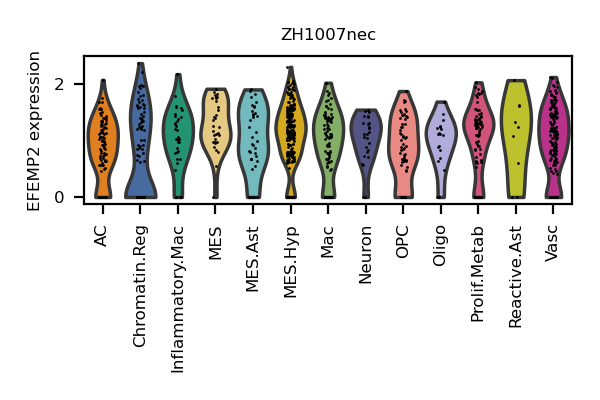 ZH1007nec
EFEMP2 expression
2
0
AC
Chromatin.Reg
Inflammatory.Mac
MES
MES.Ast
MES.Hyp
Mac
Neuron
OPC
Oligo
Prolif.Metab
Reactive.Ast
Vasc